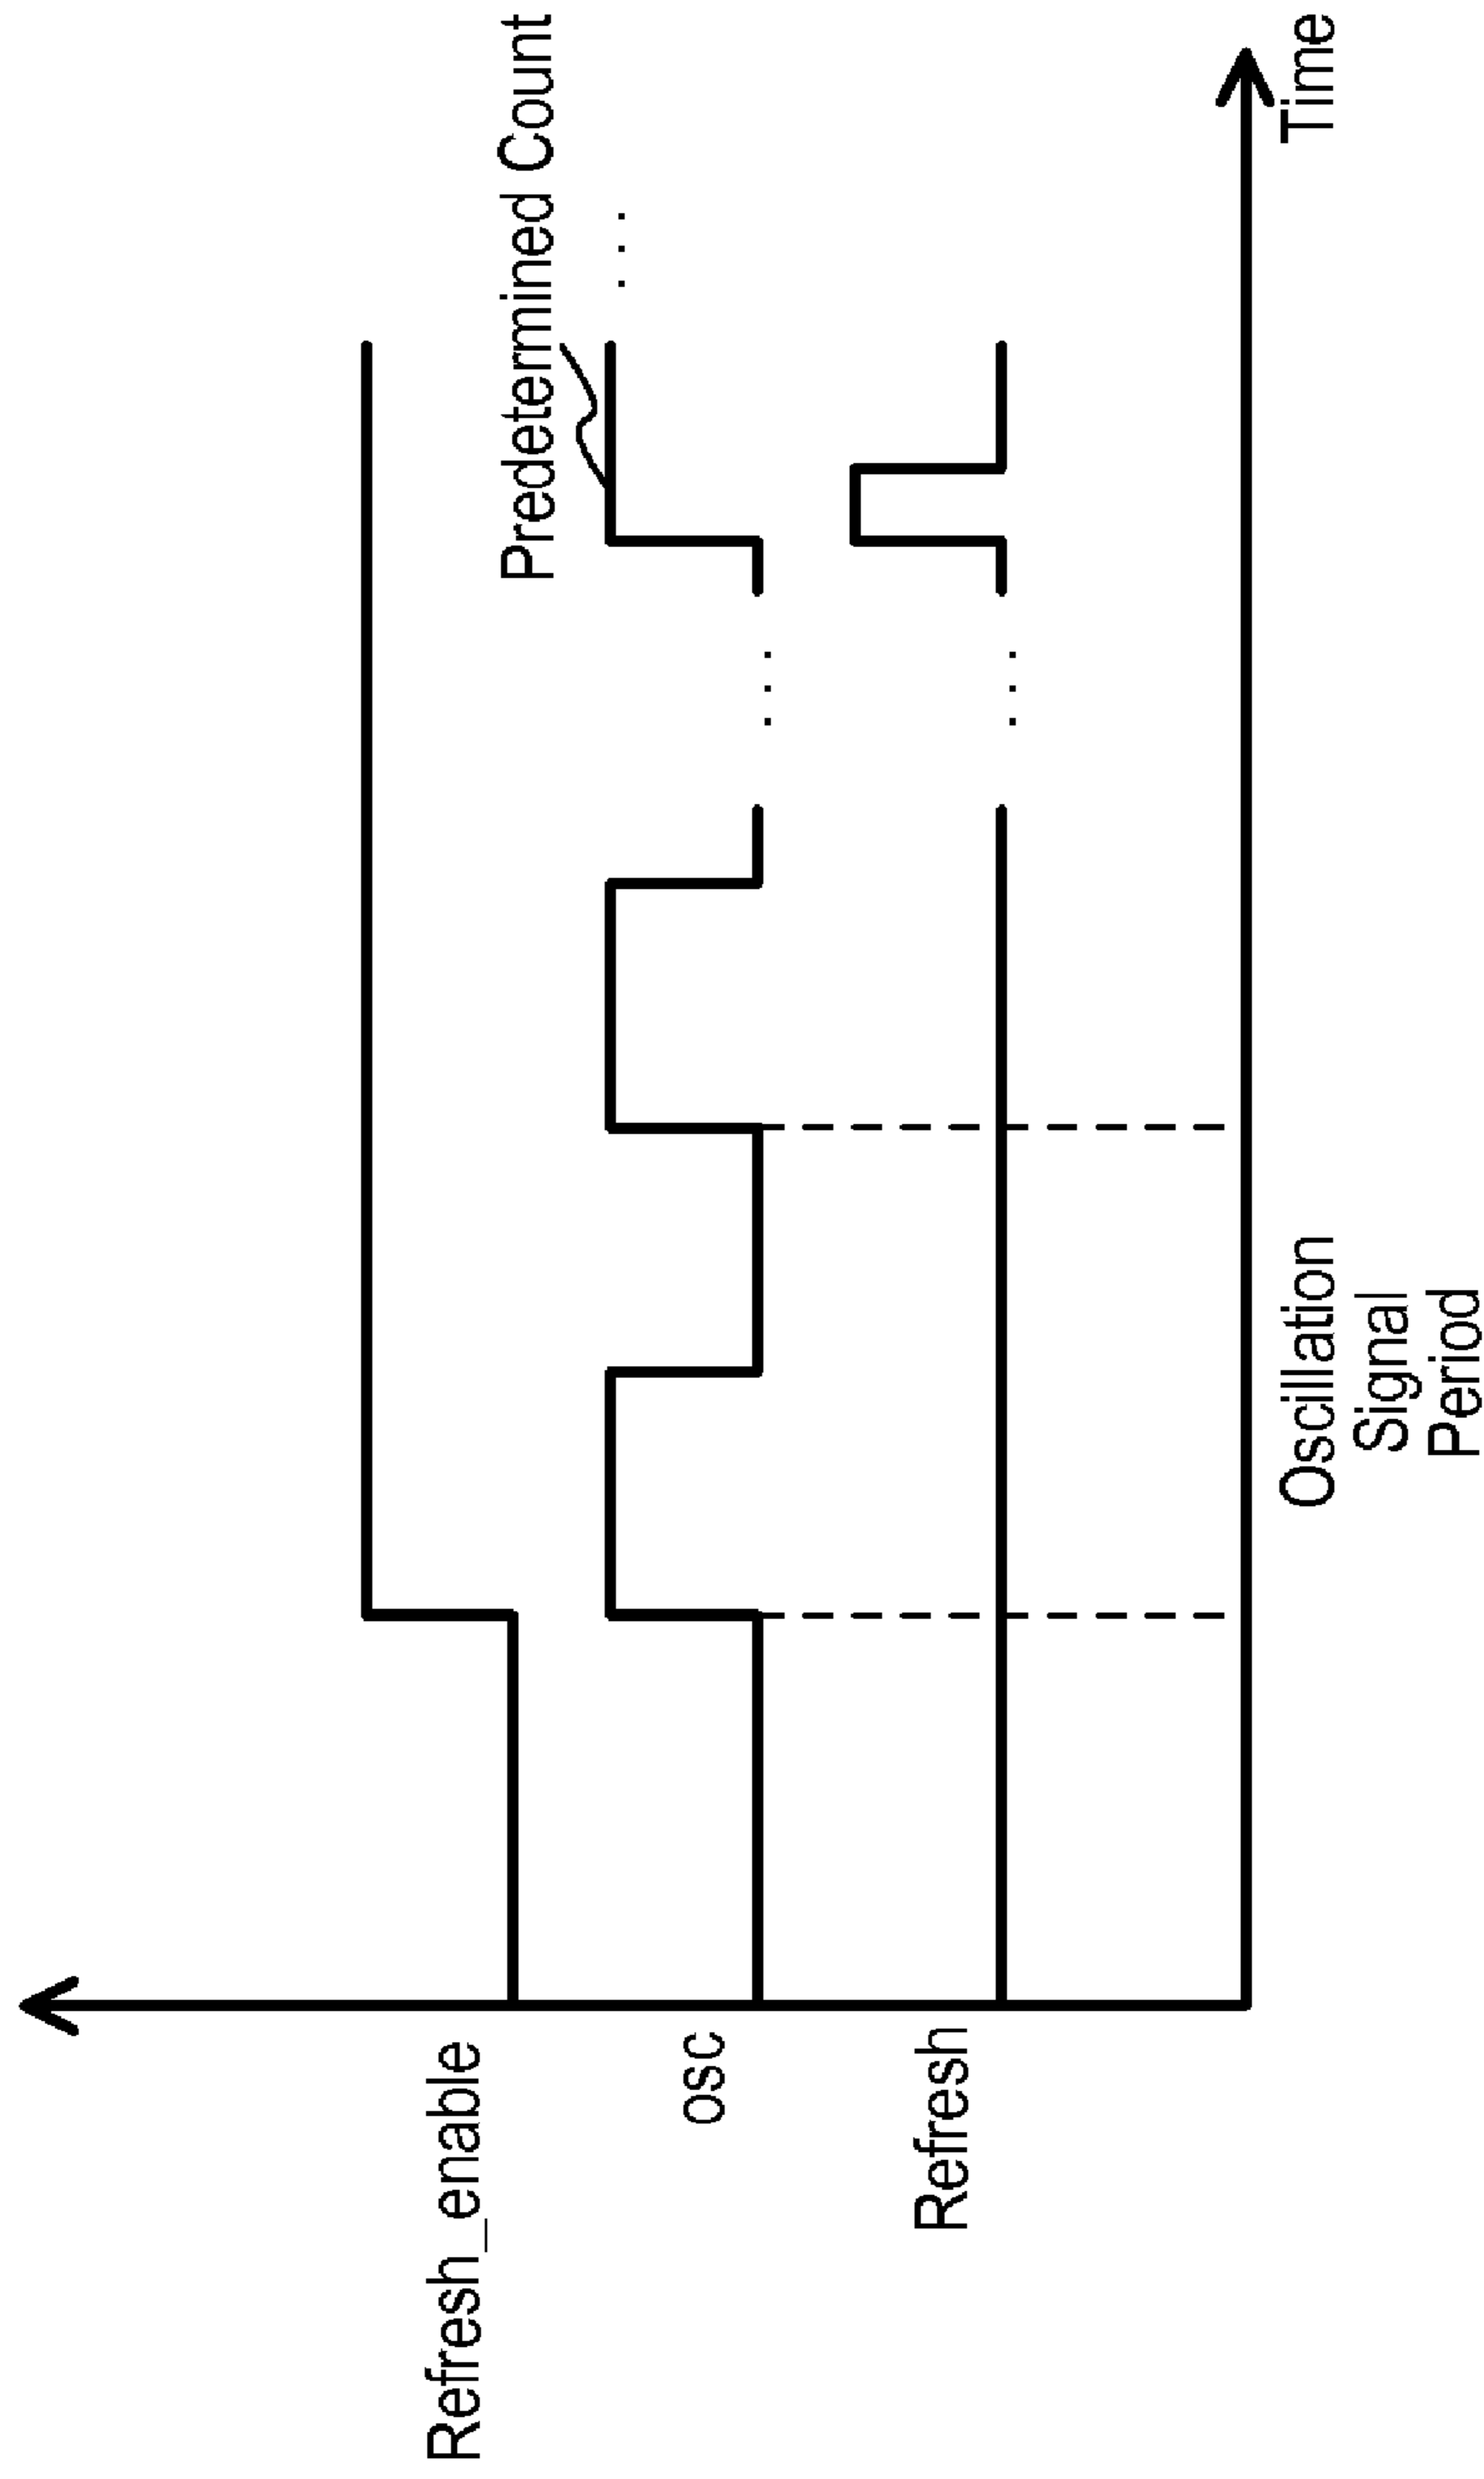 Refresh_enable
Predetermined Count
. . .
osc
. . .
Refresh
. . .
Time
Oscillation
Signal
Period